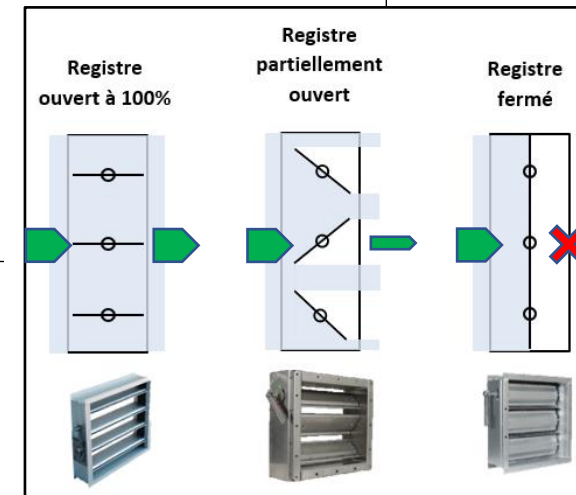 Registre
ouvert à 100%
Registre
partiellement
ouvert
Registre
fermé